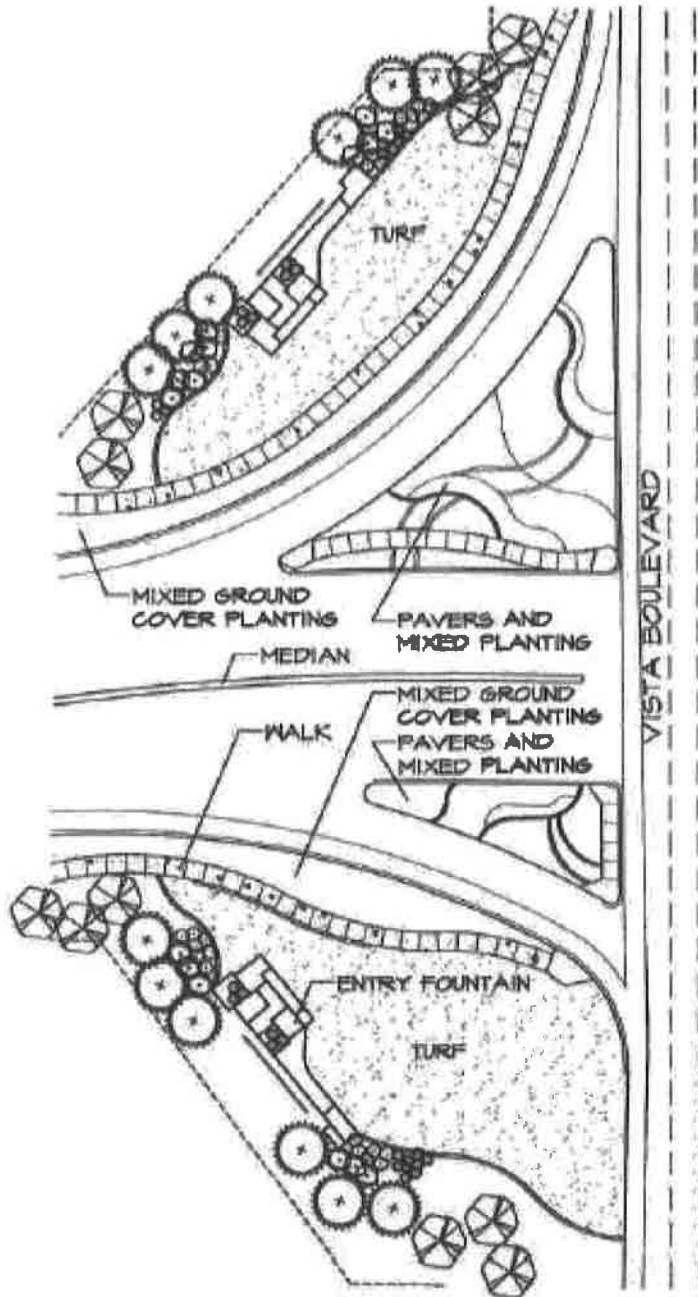 TURF
MIXED GROUND
COVER PLANTING
PAVERS AND
MIXED PLANTING
MEDIAN
MIXED GROUND
COVER PLANTING
WALK
PAVERS AND
MIXED PLANTING
VISTA BOULEVARD
ENTRY FOUNTAIN
TURF